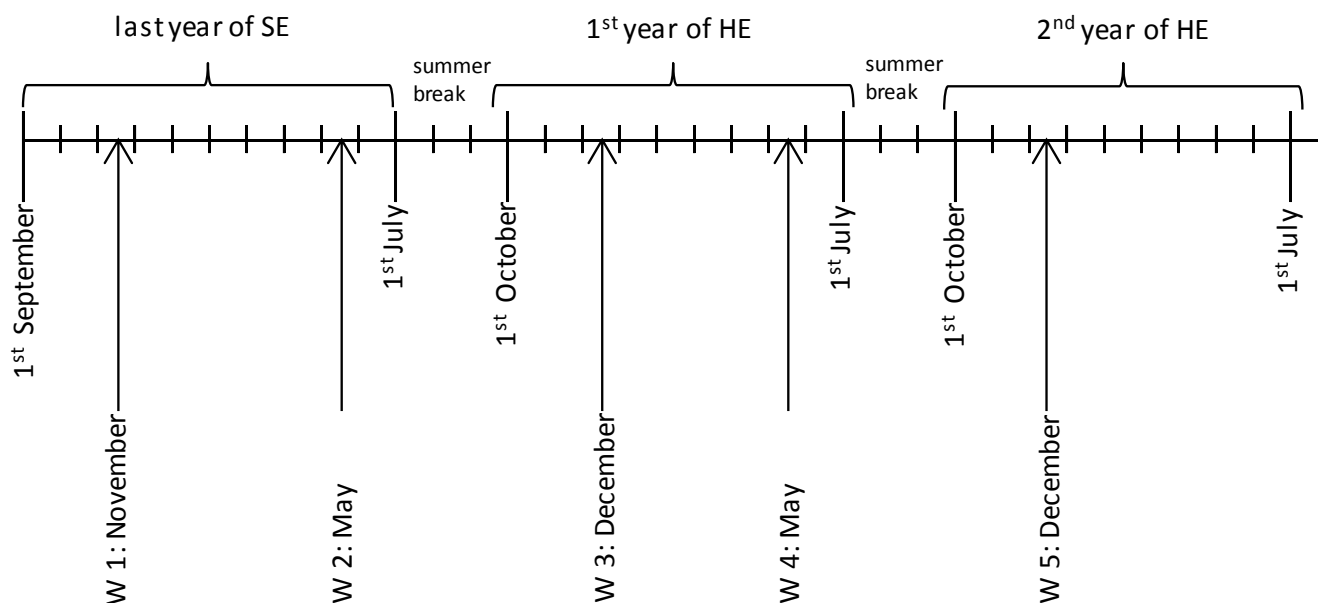 last year of SE
1st year of HE
2nd year of HE
summer
break
summer
break
1st September
1st July
1st October
1st July
1st October
1st July
W 1: November
W 2: May
W 3: December
W 4: May
W 5: December